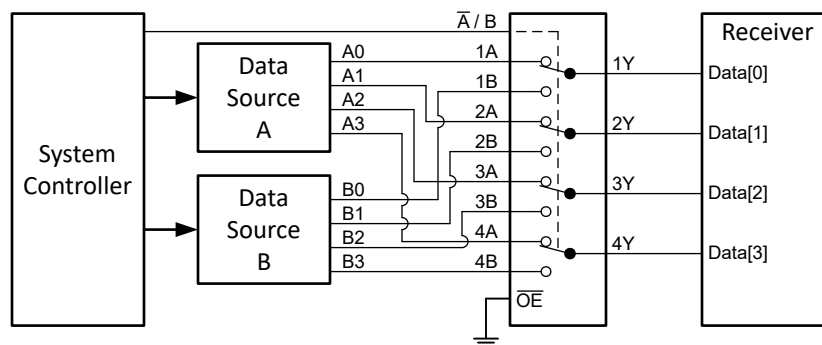 System
Controller
Data
Source
A
A0
A1
A2
A3
Data
Source
B
B0
B1
B2
B3
A̅ / B
1A
1B
2A
2B
3A
3B
4A
4B
O̅E̅
1Y
2Y
3Y
4Y
Receiver
Data[0]
Data[1]
Data[2]
Data[3]